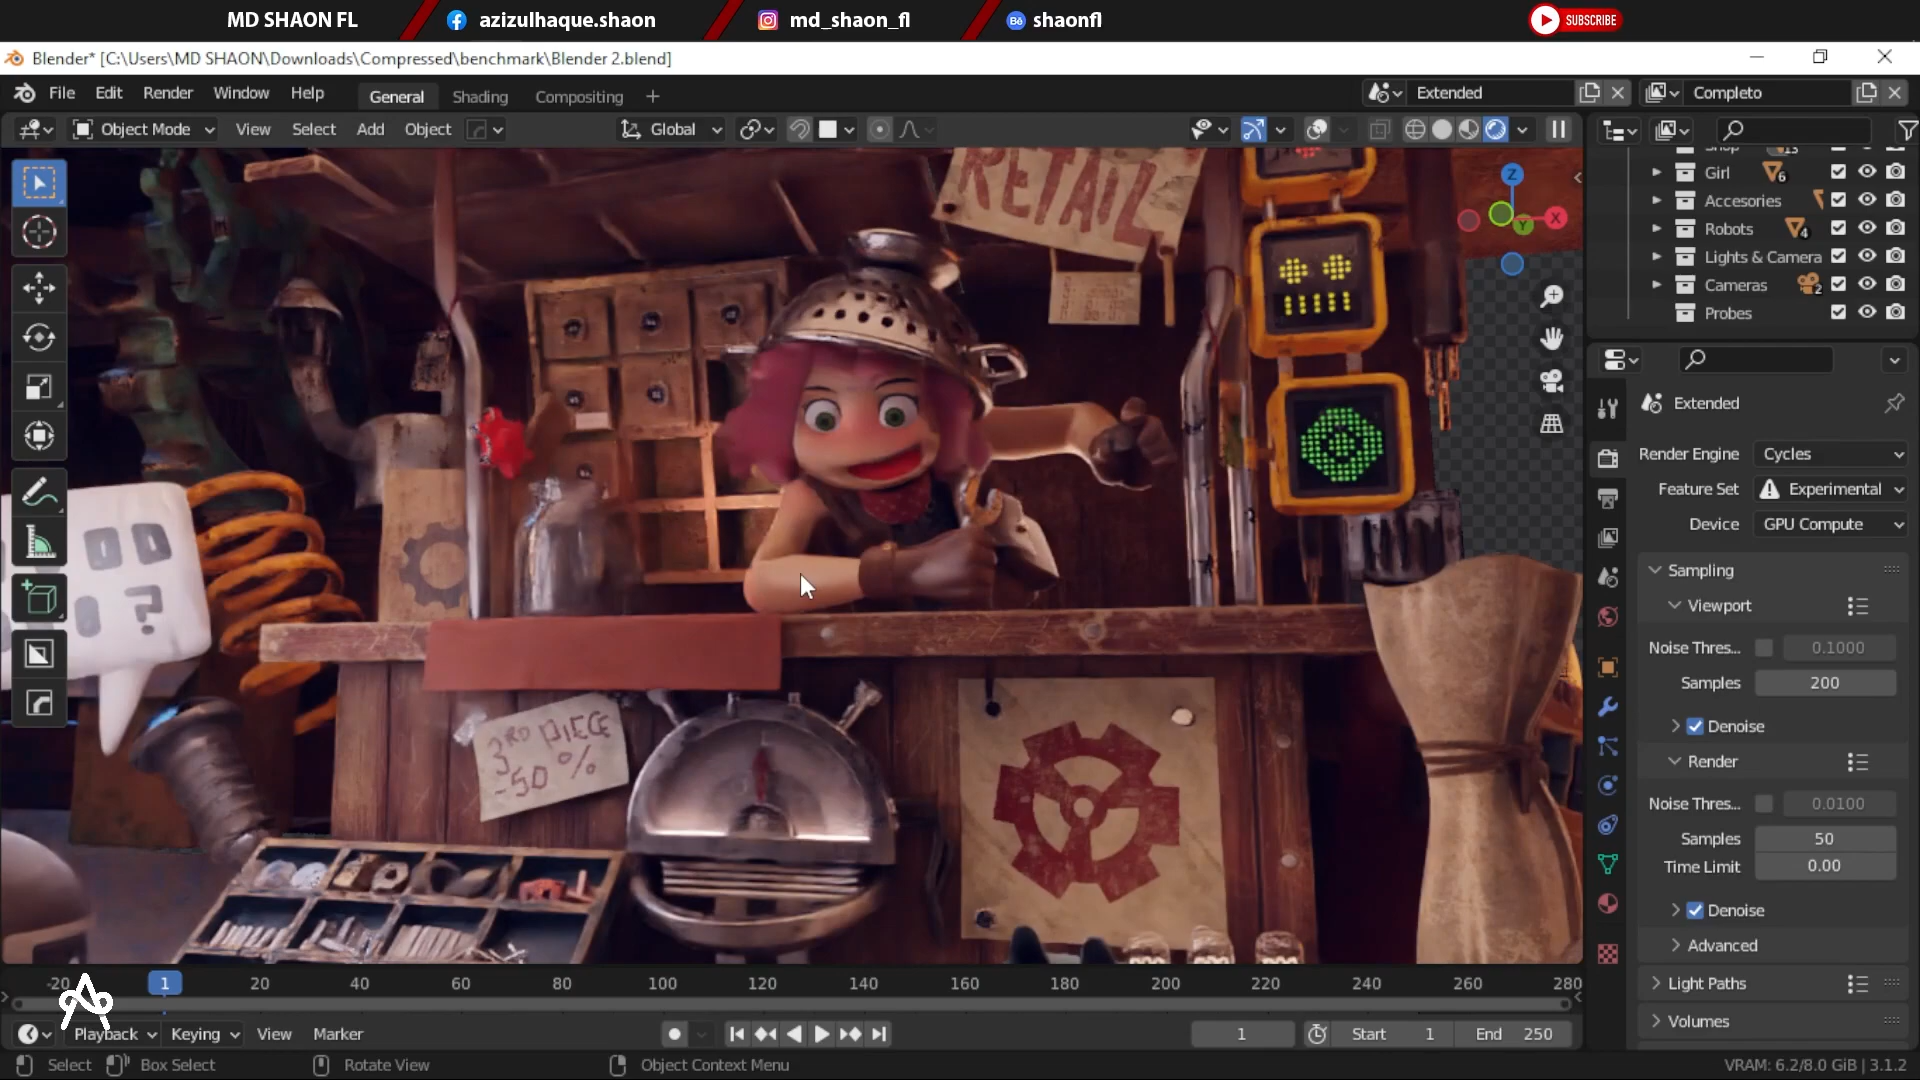 MD SHAON FL azizulhaque.shaon md_shaon_fl shaonfl SUBSCRIBE
Blender* [C:\Users\MD SHAON\Downloads\Compressed\benchmark\Blender 2.blend]
File Edit Render Window Help General Shading Compositing + Extended Completo
Object Mode View Select Add Object Global
RETAIL
Z
X
Y
Girl 6
Accesories
Robots 4
Lights & Camera
Cameras 2
Probes
Extended
Render Engine Cycles
Feature Set Experimental
Device GPU Compute
Sampling
Viewport
Noise Thres... 0.1000
Samples 200
Denoise
Render
Noise Thres... 0.0100
Samples 50
Time Limit 0.00
Denoise
Advanced
Light Paths
Volumes
?
3RD PIECE
-50 %
-20 1 20 40 60 80 100 120 140 160 180 200 220 240 260 280
Playback Keying View Marker 1 Start 1 End 250
Select Box Select Rotate View Object Context Menu VRAM: 6.2/8.0 GiB | 3.1.2